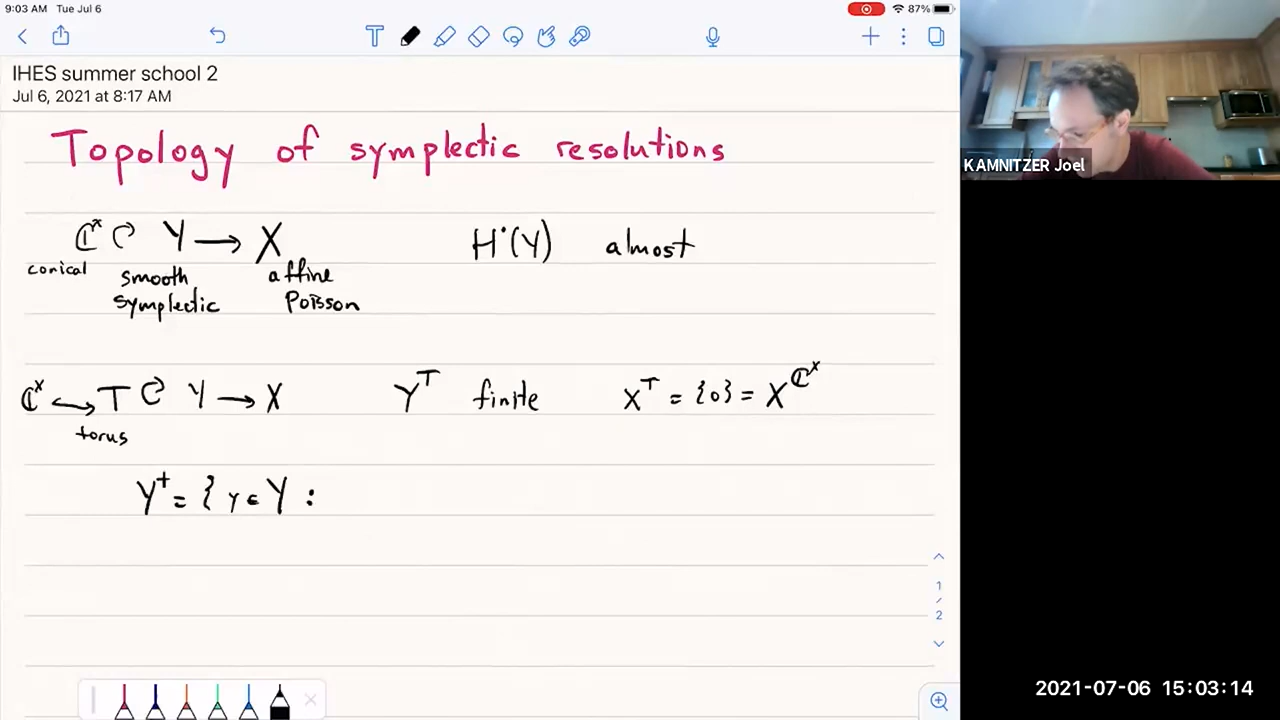 9:03 AM Tue Jul 6
87%
IHES summer school 2
Jul 6, 2021 at 8:17 AM
Topology of symplectic resolutions
ℂ^× ↻ Y → X H^•(Y) almost
conical smooth symplectic affine Poisson
ℂ^× ↪ T ↻ Y → X Y^T finite X^T = {0} = X^{ℂ^×}
torus
Y^+ = { y ∈ Y :
1
/
2
KAMNITZER Joel
2021-07-06 15:03:14